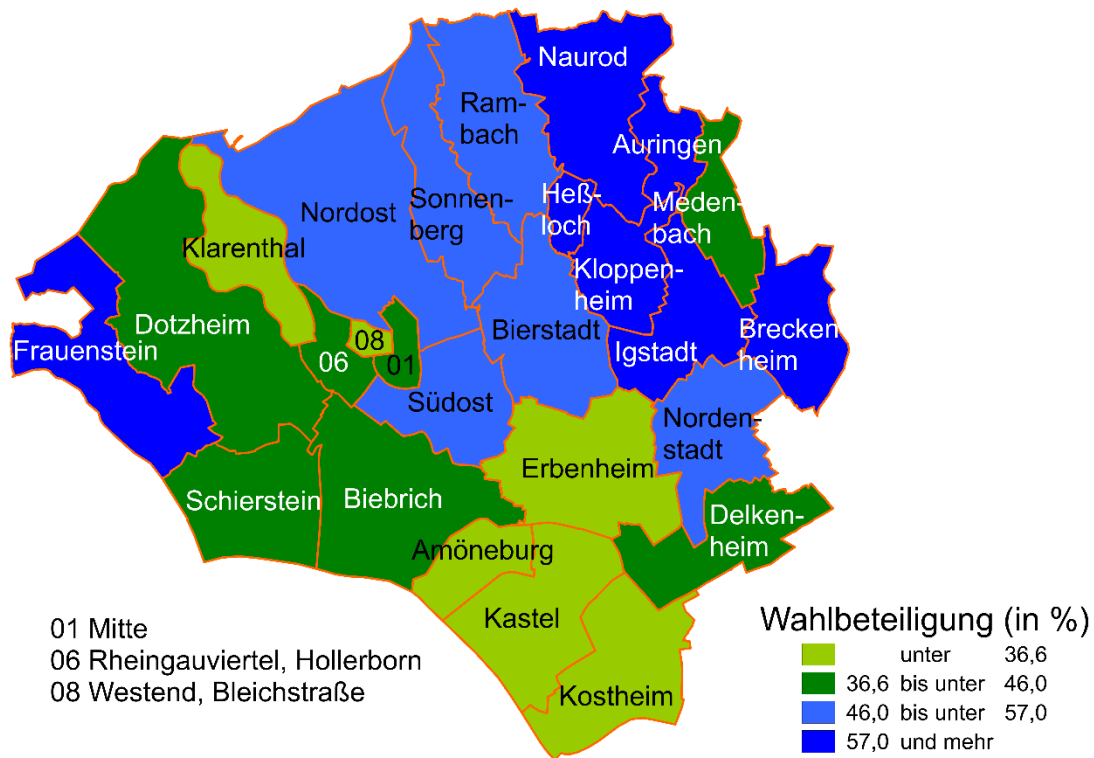 Naurod
Ram-
bach
Auringen
Heß-
loch
Meden-
bach
Nordost
Sonnen-
berg
Klarenthal
Kloppen-
heim
Dotzheim
Bierstadt
Brecken
heim
Frauenstein
08
06
01
Igstadt
Südost
Norden-
stadt
Erbenheim
Schierstein
Biebrich
Delken-
heim
Amöneburg
Kastel
Kostheim
01 Mitte
06 Rheingauviertel, Hollerborn
08 Westend, Bleichstraße
Wahlbeteiligung (in %)
unter 36,6
36,6 bis unter 46,0
46,0 bis unter 57,0
57,0 und mehr